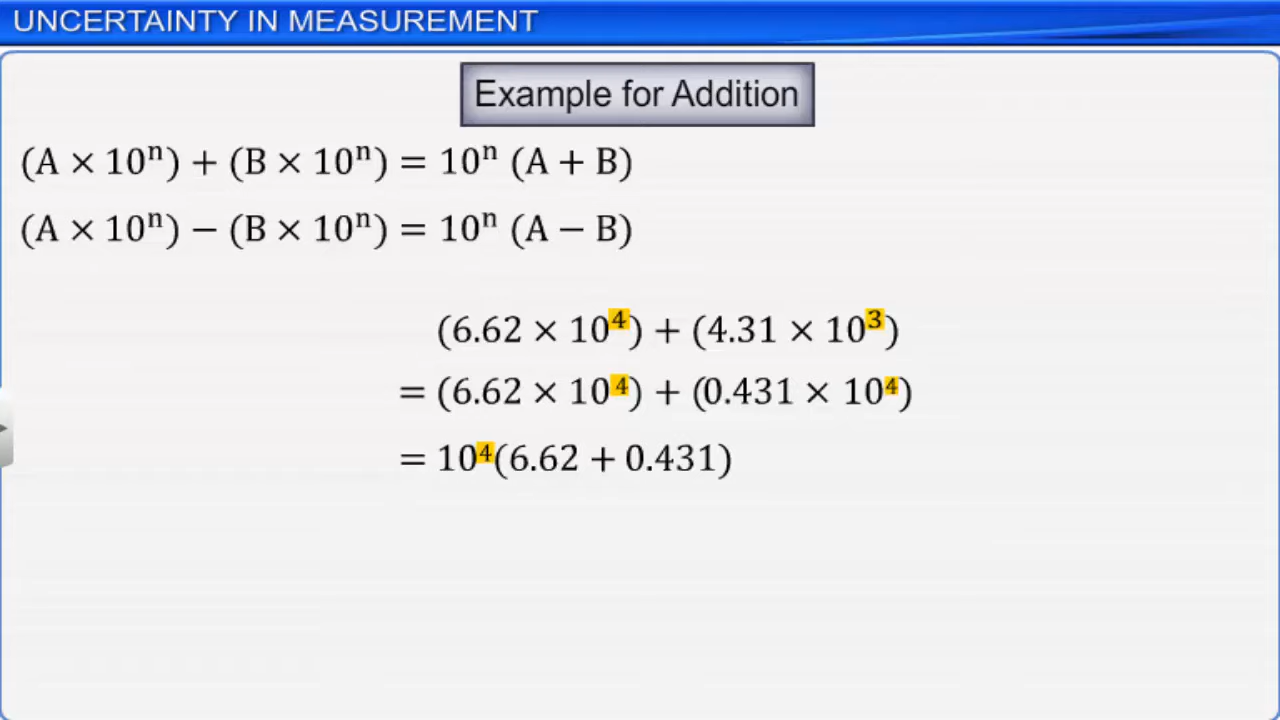 UNCERTAINTY IN MEASUREMENT
Example for Addition
(A × 10ⁿ) + (B × 10ⁿ) = 10ⁿ (A + B)
(A × 10ⁿ) − (B × 10ⁿ) = 10ⁿ (A − B)
(6.62 × 10⁴) + (4.31 × 10³)
= (6.62 × 10⁴) + (0.431 × 10⁴)
= 10⁴(6.62 + 0.431)